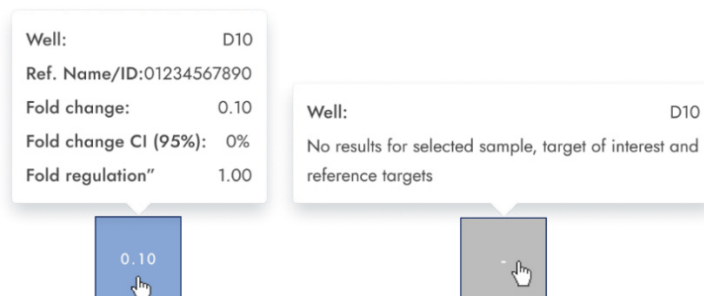 Well: D10
Ref. Name/ID:01234567890
Fold change: 0.10
Fold change CI (95%): 0%
Fold regulation” 1.00
0.10
Well: D10
No results for selected sample, target of interest and
reference targets
-